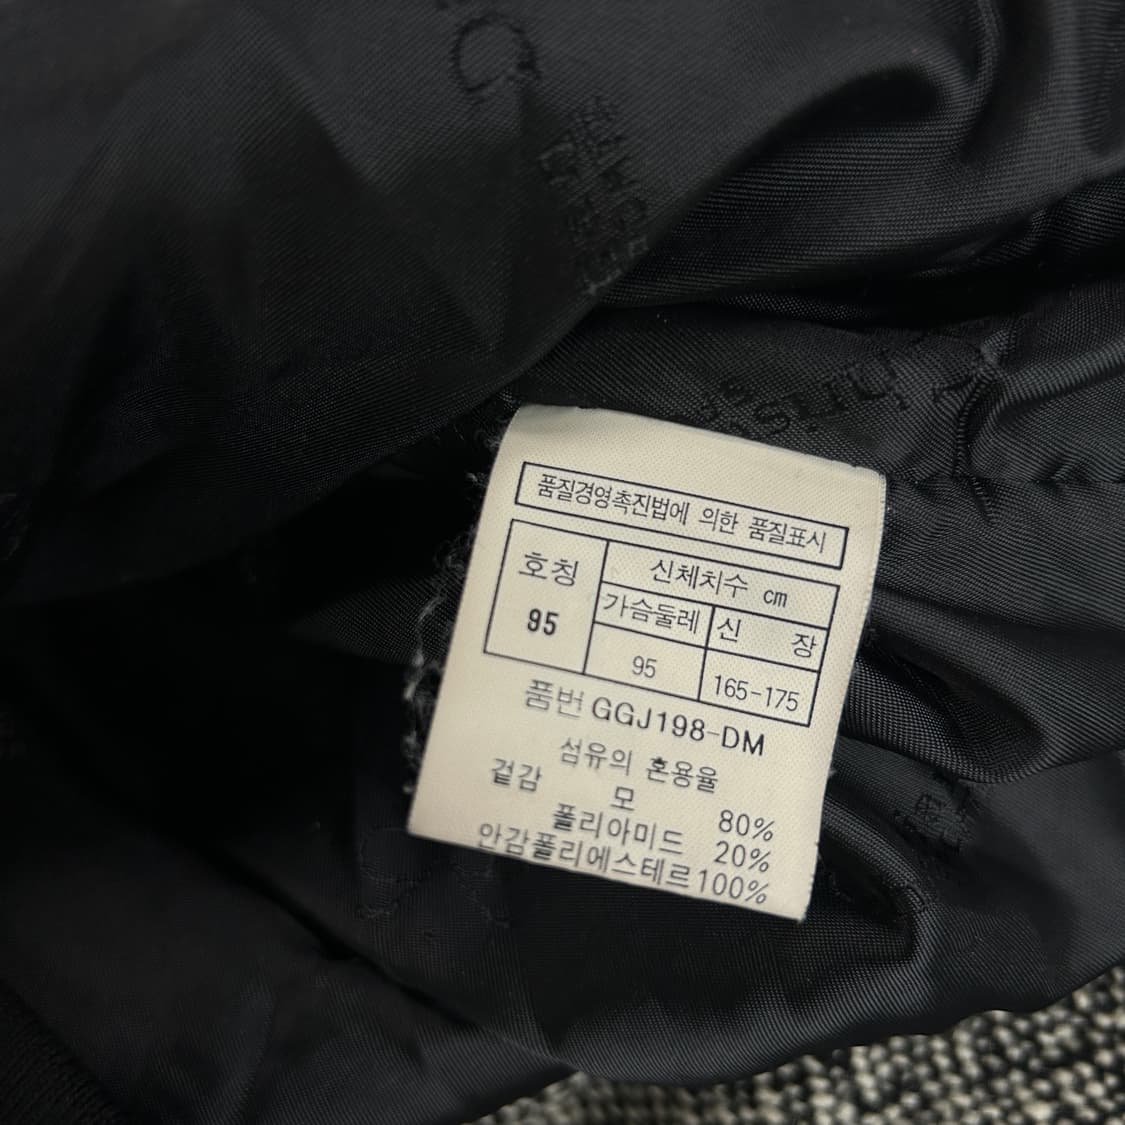 품질경영촉진법에 의한 품질표시
호칭 신체치수 cm
가슴둘레 신 장
95 95 165-175
품번 GGJ198-DM
섬유의 혼용율
겉감 모 80%
폴리아미드 20%
안감폴리에스테르100%